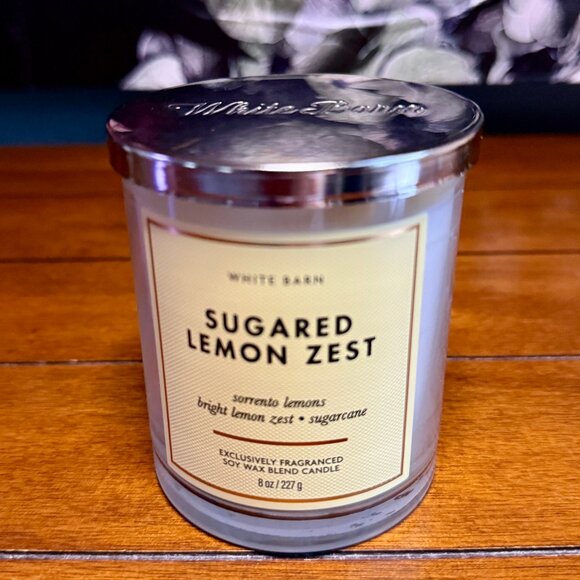 White Barn
WHITE BARN
SUGARED
LEMON ZEST
sorrento lemons
bright lemon zest • sugarcane
EXCLUSIVELY FRAGRANCED
SOY WAX BLEND CANDLE
8 oz / 227 g